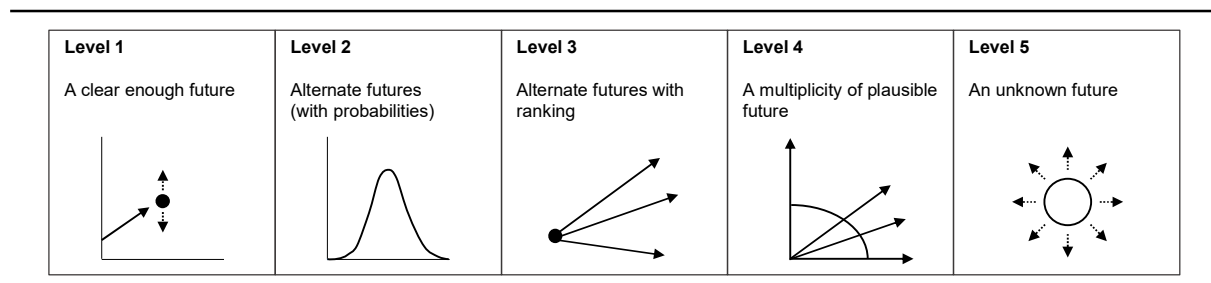 Level 1
A clear enough future
Level 2
Alternate futures
(with probabilities)
Level 3
Alternate futures with
ranking
Level 4
A multiplicity of plausible
future
Level 5
An unknown future